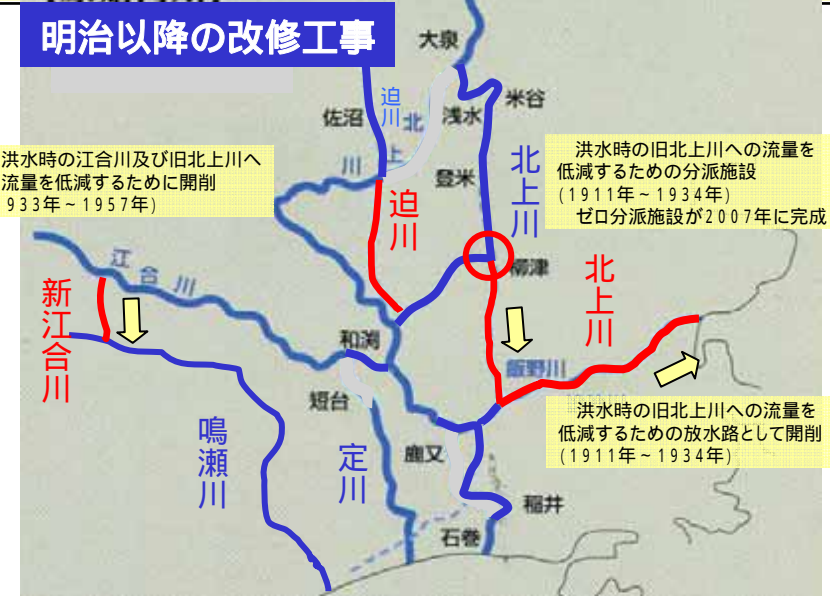 明治以降の改修工事
大泉
米谷
迫川
佐沼
浅水
北上川
登米
北上川
洪水時の江合川及び旧北上川へ
流量を低減するために開削
933年~1957年)
洪水時の旧北上川への流量を
低減するための分派施設
(1911年~1934年)
ゼロ分派施設が2007年に完成
迫川
柳津
北上川
江合川
新江合川
和渕
飯野川
短台
鳴瀬川
定川
鹿又
洪水時の旧北上川への流量を
低減するための放水路として開削
(1911年~1934年)
稲井
石巻